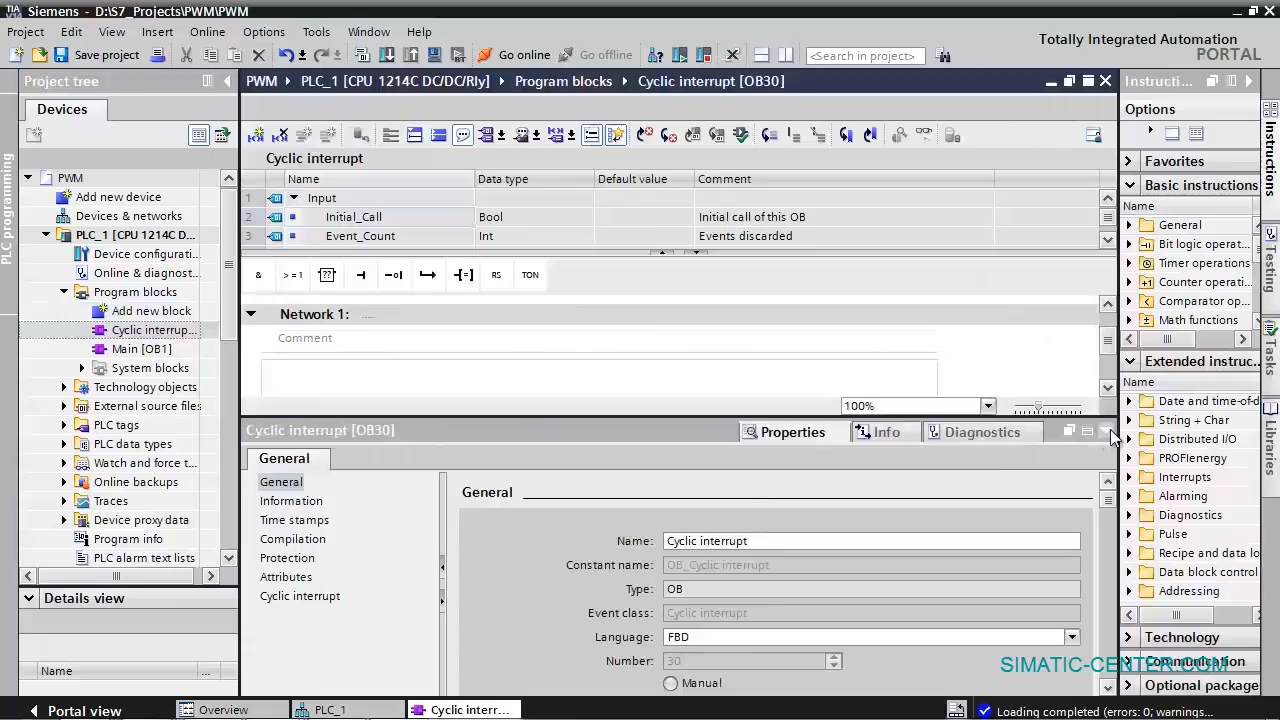 TIA V14 Siemens - D:\S7_Projects\PWM\PWM
Project Edit View Insert Online Options Tools Window Help
Totally Integrated Automation
PORTAL
Save project Go online Go offline <Search in project>
Project tree
PWM PLC_1 [CPU 1214C DC/DC/Rly] Program blocks Cyclic interrupt [OB30]
Instructi...
Devices
Options
PLC programming
PWM
Add new device
Devices & networks
PLC_1 [CPU 1214C D...
Device configurati...
Online & diagnost...
Program blocks
Add new block
Cyclic interrup...
Main [OB1]
System blocks
Technology objects
External source files
PLC tags
PLC data types
Watch and force t...
Online backups
Traces
Device proxy data
Program info
PLC alarm text lists
Details view
Name ...
Cyclic interrupt
Name Data type Default value Comment
1 Input
2 Initial_Call Bool Initial call of this OB
3 Event_Count Int Events discarded
& >=1 ?? -o| -[=] RS TON
Network 1: .....
Comment
100%
Cyclic interrupt [OB30]
Properties Info Diagnostics
General
General
Information
Time stamps
Compilation
Protection
Attributes
Cyclic interrupt
General
Name: Cyclic interrupt
Constant name: OB_Cyclic interrupt
Type: OB
Event class: Cyclic interrupt
Language: FBD
Number: 30
Manual
Favorites
Basic instructions
Name
General
Bit logic operat...
Timer operations
Counter operati...
Comparator op...
Math functions
Extended instruc...
Name
Date and time-of-d
String + Char
Distributed I/O
PROFIenergy
Interrupts
Alarming
Diagnostics
Pulse
Recipe and data lo
Data block control
Addressing
Technology
Communication
Optional package
SIMATIC-CENTER.COM
Instructions
Testing
Tasks
Libraries
Portal view Overview PLC_1 Cyclic interr...
Loading completed (errors: 0; warnings...